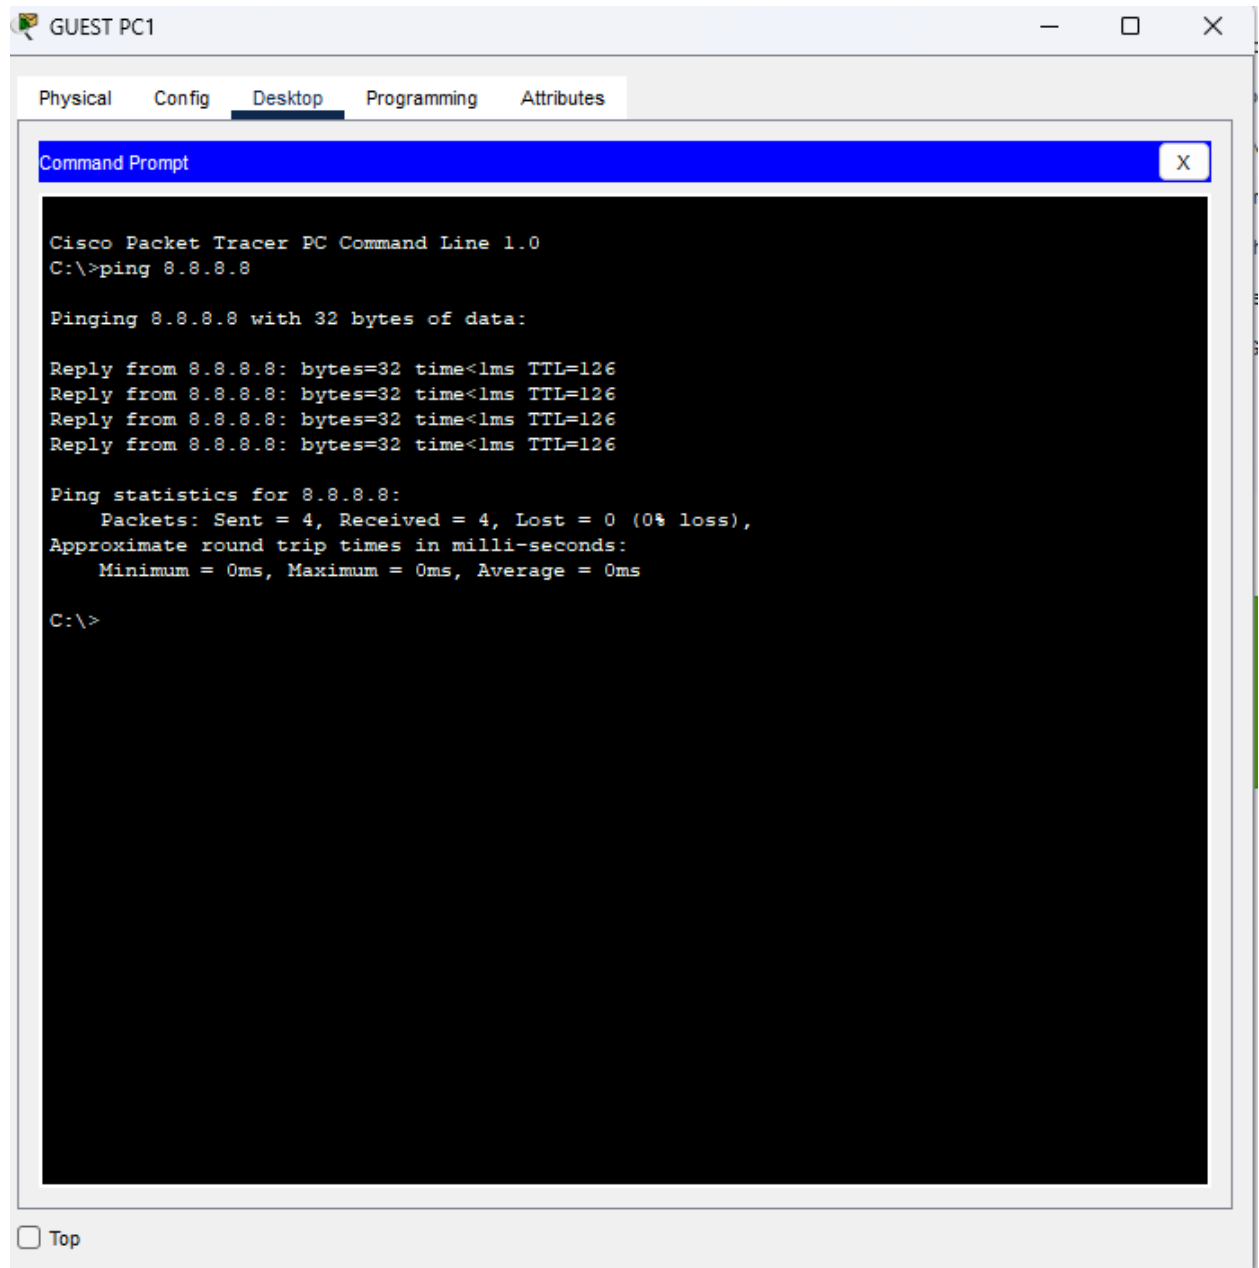 GUEST PC1
Physical Config Desktop Programming Attributes
Command Prompt
X
Cisco Packet Tracer PC Command Line 1.0
C:\>ping 8.8.8.8
Pinging 8.8.8.8 with 32 bytes of data:
Reply from 8.8.8.8: bytes=32 time<1ms TTL=126
Reply from 8.8.8.8: bytes=32 time<1ms TTL=126
Reply from 8.8.8.8: bytes=32 time<1ms TTL=126
Reply from 8.8.8.8: bytes=32 time<1ms TTL=126
Ping statistics for 8.8.8.8:
Packets: Sent = 4, Received = 4, Lost = 0 (0% loss),
Approximate round trip times in milli-seconds:
Minimum = 0ms, Maximum = 0ms, Average = 0ms
C:\>
Top